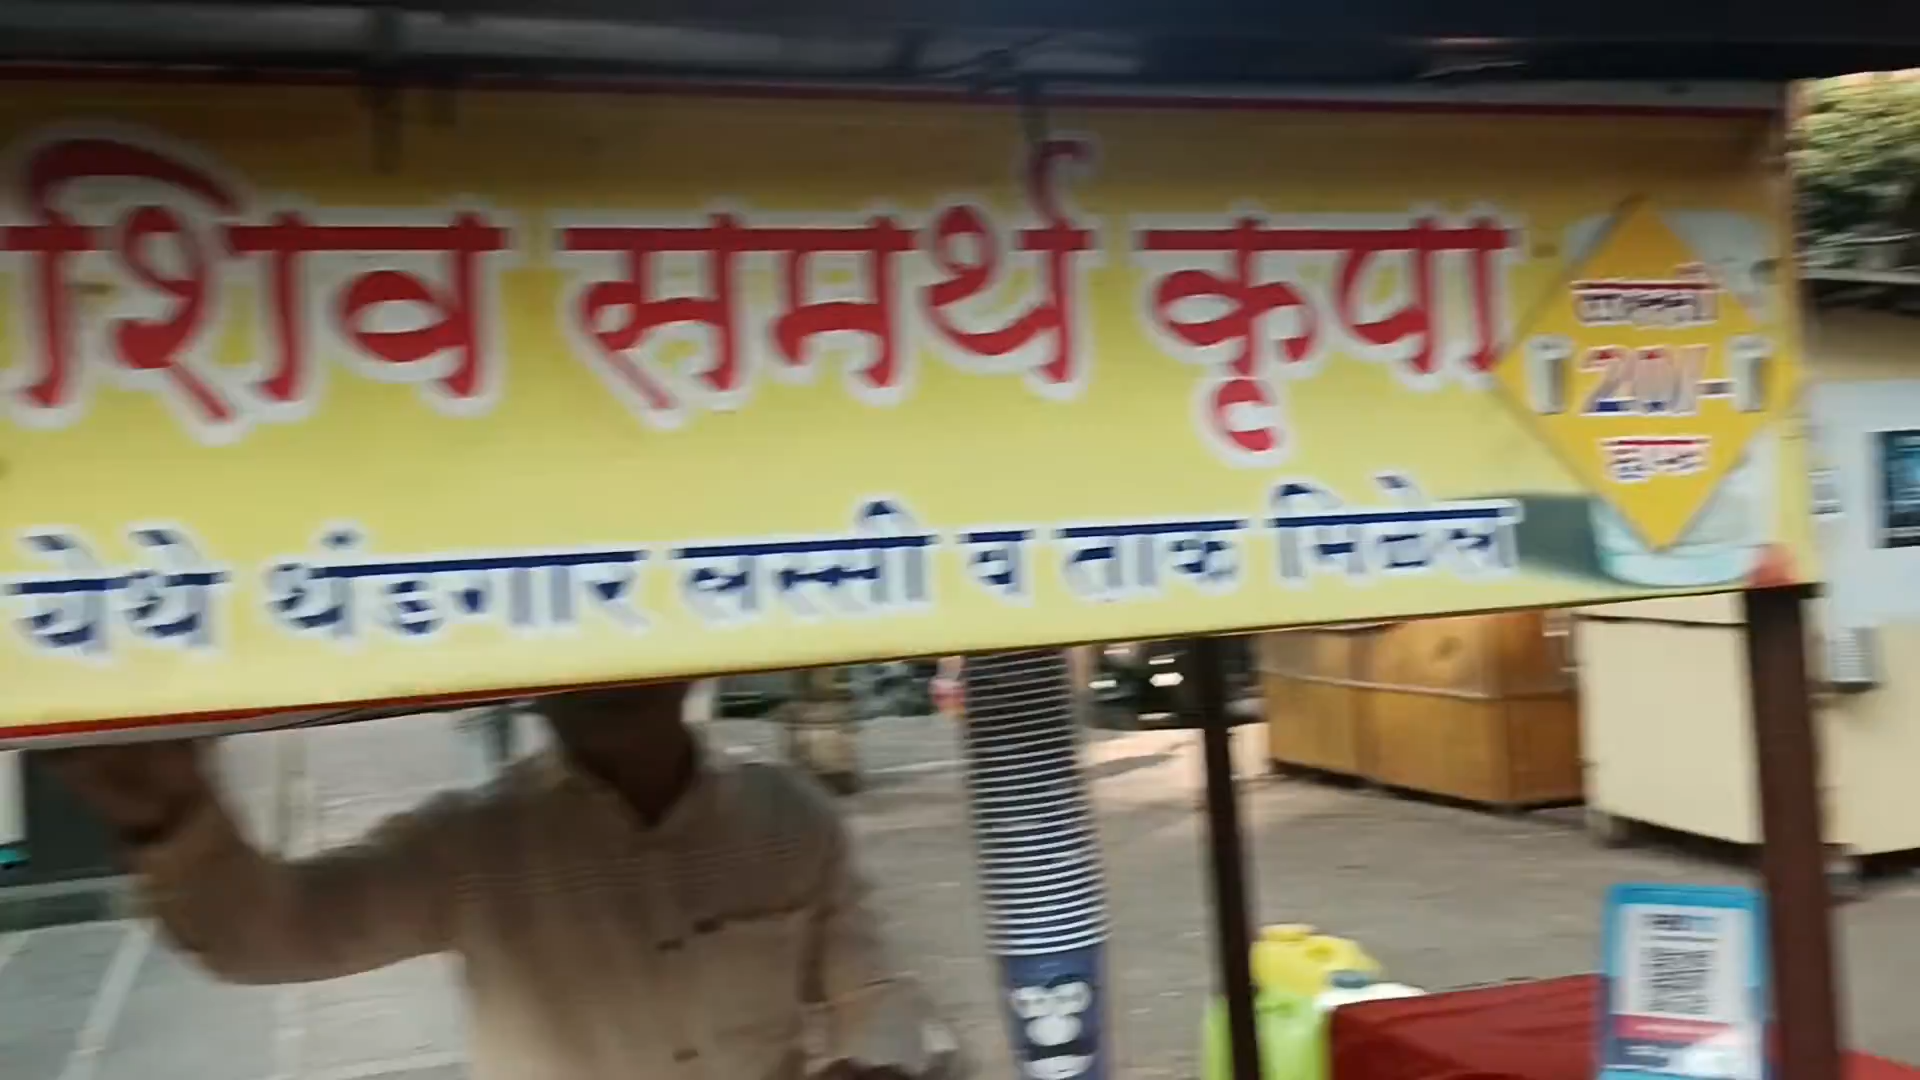 शिव समर्थ कृपा
येथे थंडगार लस्सी व ताक मिळेल
20/-